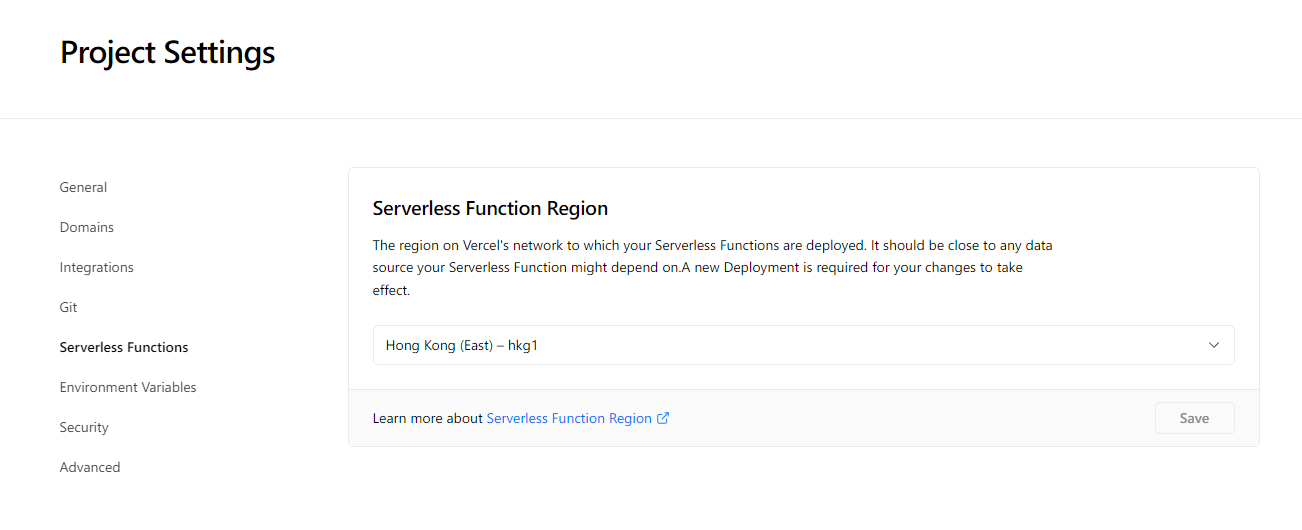 Project Settings
General
Domains
Integrations
Git
Serverless Functions
Environment Variables
Security
Advanced
Serverless Function Region
The region on Vercel's network to which your Serverless Functions are deployed. It should be close to any data
source your Serverless Function might depend on.A new Deployment is required for your changes to take
effect.
Hong Kong (East) – hkg1
Learn more about Serverless Function Region
Save